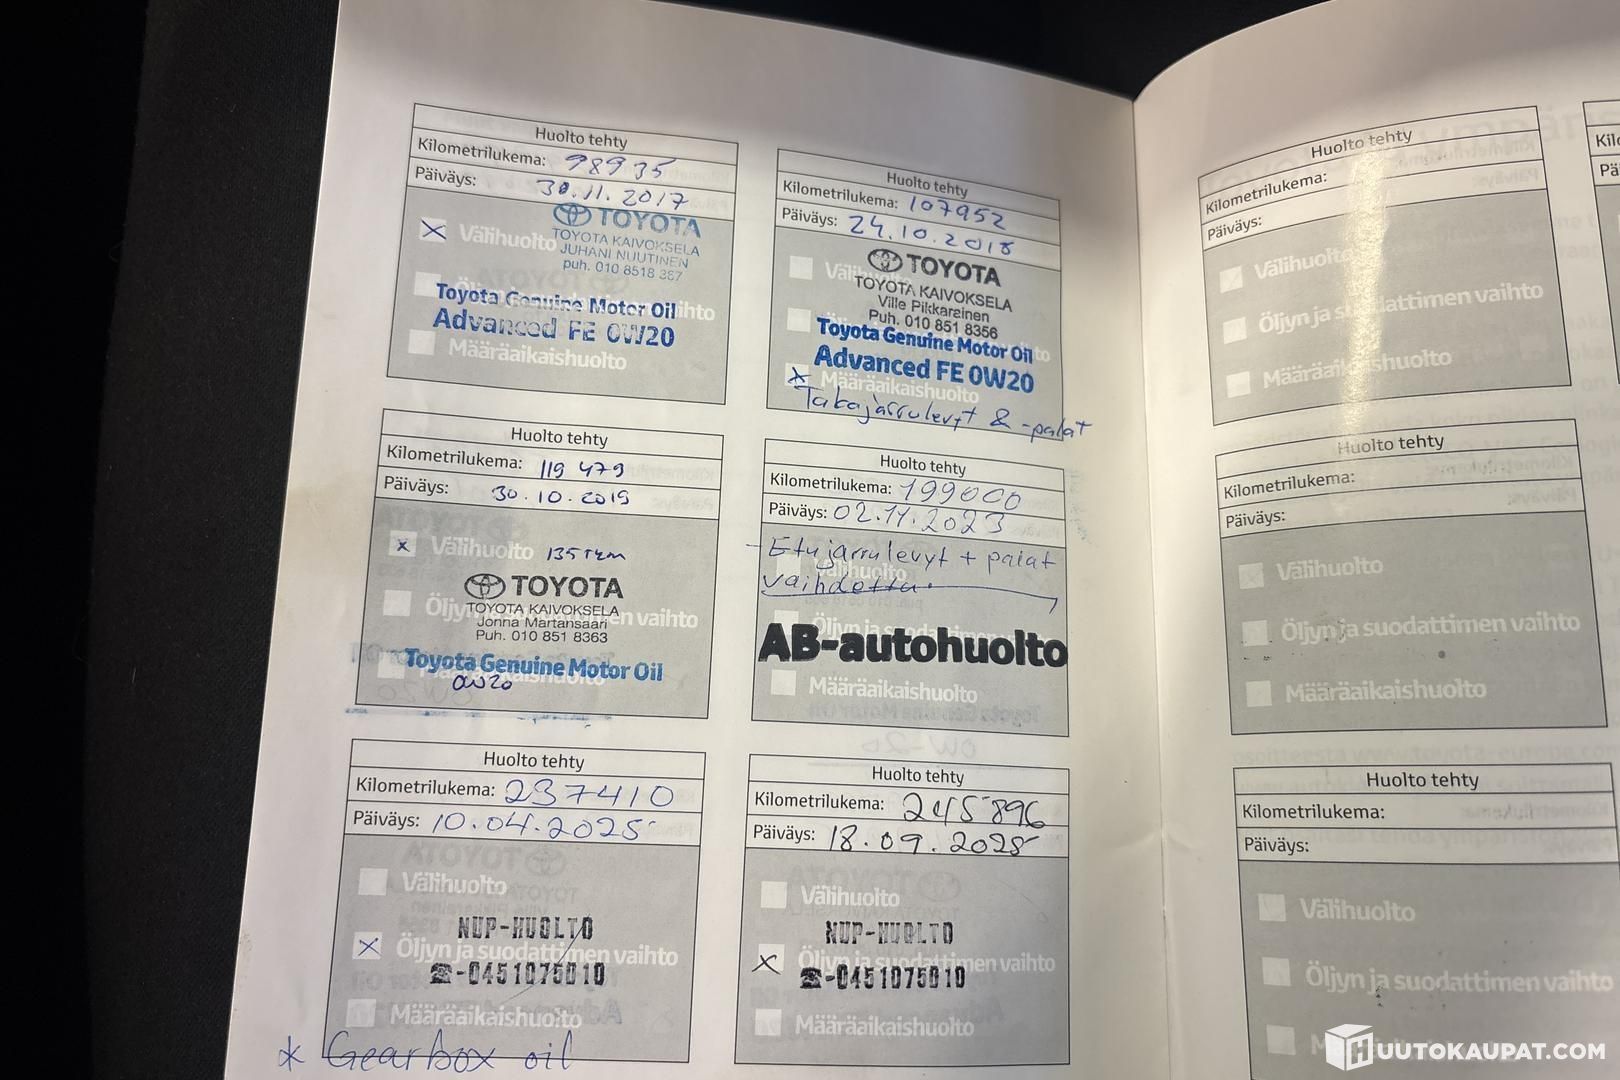 Huolto tehty
Kilometrilukema: 98935
Päiväys: 30.11.2017
Välihuolto
TOYOTA
TOYOTA KAIVOKSELA
JUHANI NUUTINEN
puh. 010 8518 367
Toyota Genuine Motor Oil
Advanced FE 0W20
Määräaikaishuolto
Huolto tehty
Kilometrilukema: 107952
Päiväys: 24.10.2018
TOYOTA
TOYOTA KAIVOKSELA
Ville Pikkarainen
Puh. 010 851 8356
Toyota Genuine Motor Oil
Advanced FE 0W20
Määräaikaishuolto
Takajarrulevyt & -palat
Huolto tehty
Kilometrilukema: 119 479
Päiväys: 30.10.2019
Välihuolto 135 tkm
TOYOTA
TOYOTA KAIVOKSELA
Jonna Martansaari
Puh. 010 851 8363
Toyota Genuine Motor Oil
0W20
Huolto tehty
Kilometrilukema: 199000
Päiväys: 02.11.2023
- Etujarrulevyt + palat
vaihdettu.
AB-autohuolto
Määräaikaishuolto
Huolto tehty
Kilometrilukema: 237410
Päiväys: 10.04.2025
Välihuolto
NUP-HUOLTO
Öljyn ja suodattimen vaihto
☎-0451075010
Määräaikaishuolto
* Gearbox oil
Huolto tehty
Kilometrilukema: 245896
Päiväys: 18.09.2025
Välihuolto
NUP-HUOLTO
Öljyn ja suodattimen vaihto
☎-0451075010
Määräaikaishuolto
Huolto tehty
Kilometrilukema:
Päiväys:
Välihuolto
Öljyn ja suodattimen vaihto
Määräaikaishuolto
Huolto tehty
Kilometrilukema:
Päiväys:
Välihuolto
Öljyn ja suodattimen vaihto
Määräaikaishuolto
Huolto tehty
Kilometrilukema:
Päiväys:
Välihuolto
Öljyn ja suodattimen vaihto
HUUTOKAUPAT.COM